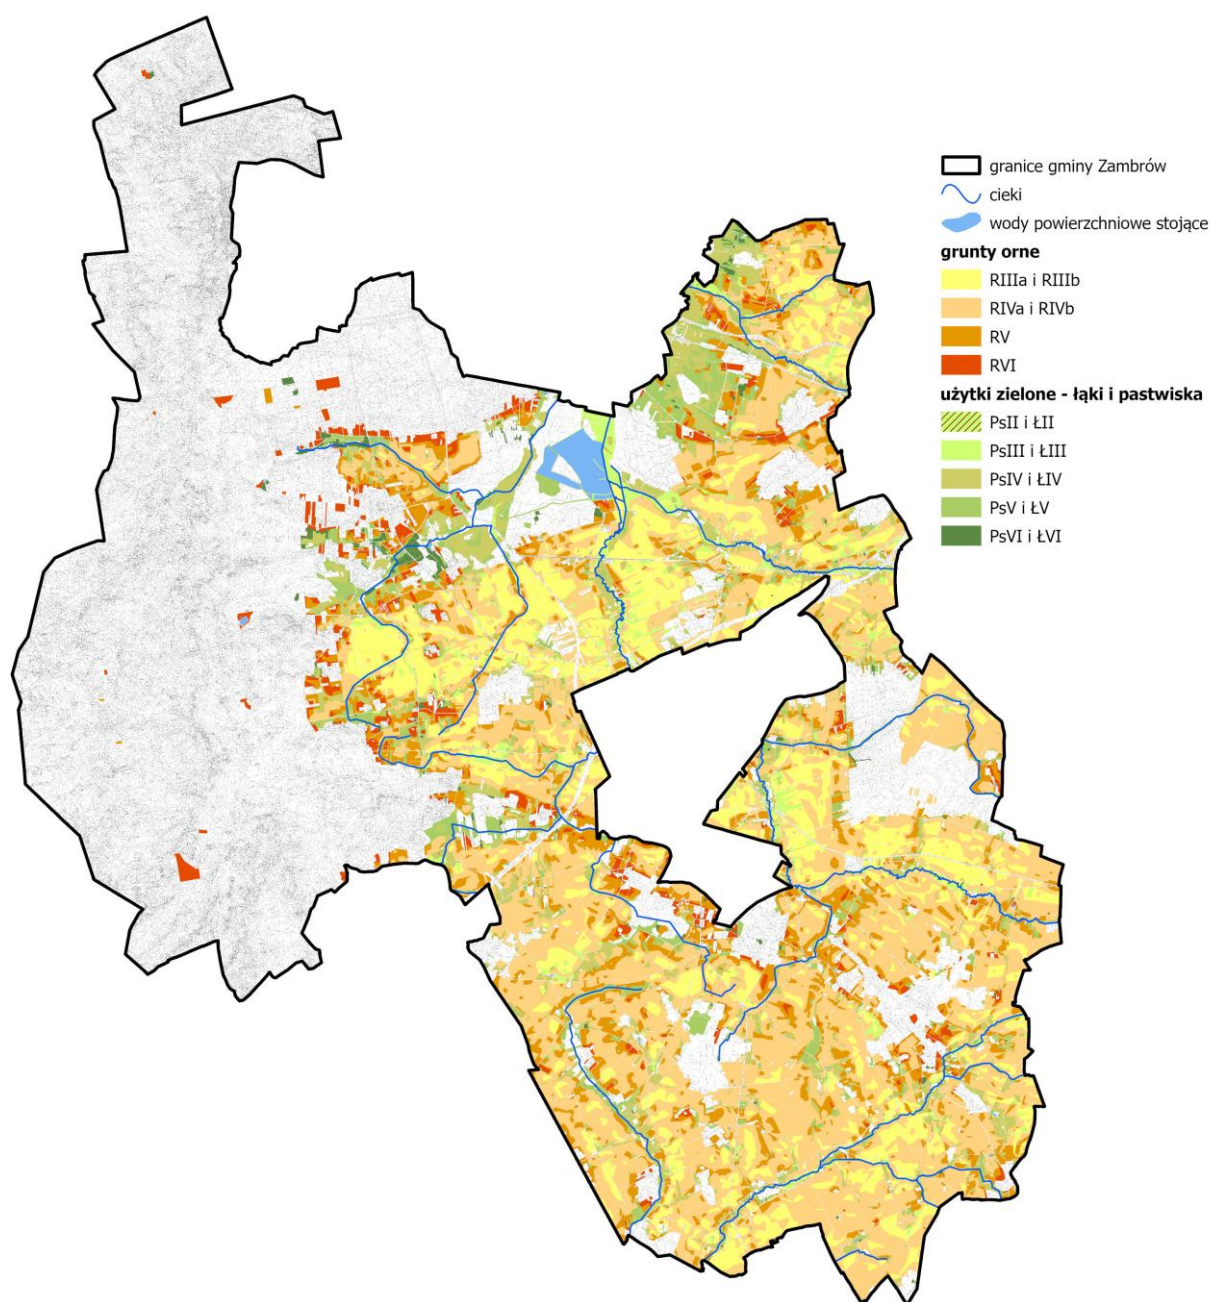 granice gminy Zambrów
cieki
wody powierzchniowe stojące
grunty orne
RIIIa i RIIIb
RIVa i RIVb
RV
RVI
użytki zielone - łąki i pastwiska
PsII i ŁII
PsIII i ŁIII
PsIV i ŁIV
PsV i ŁV
PsVI i ŁVI